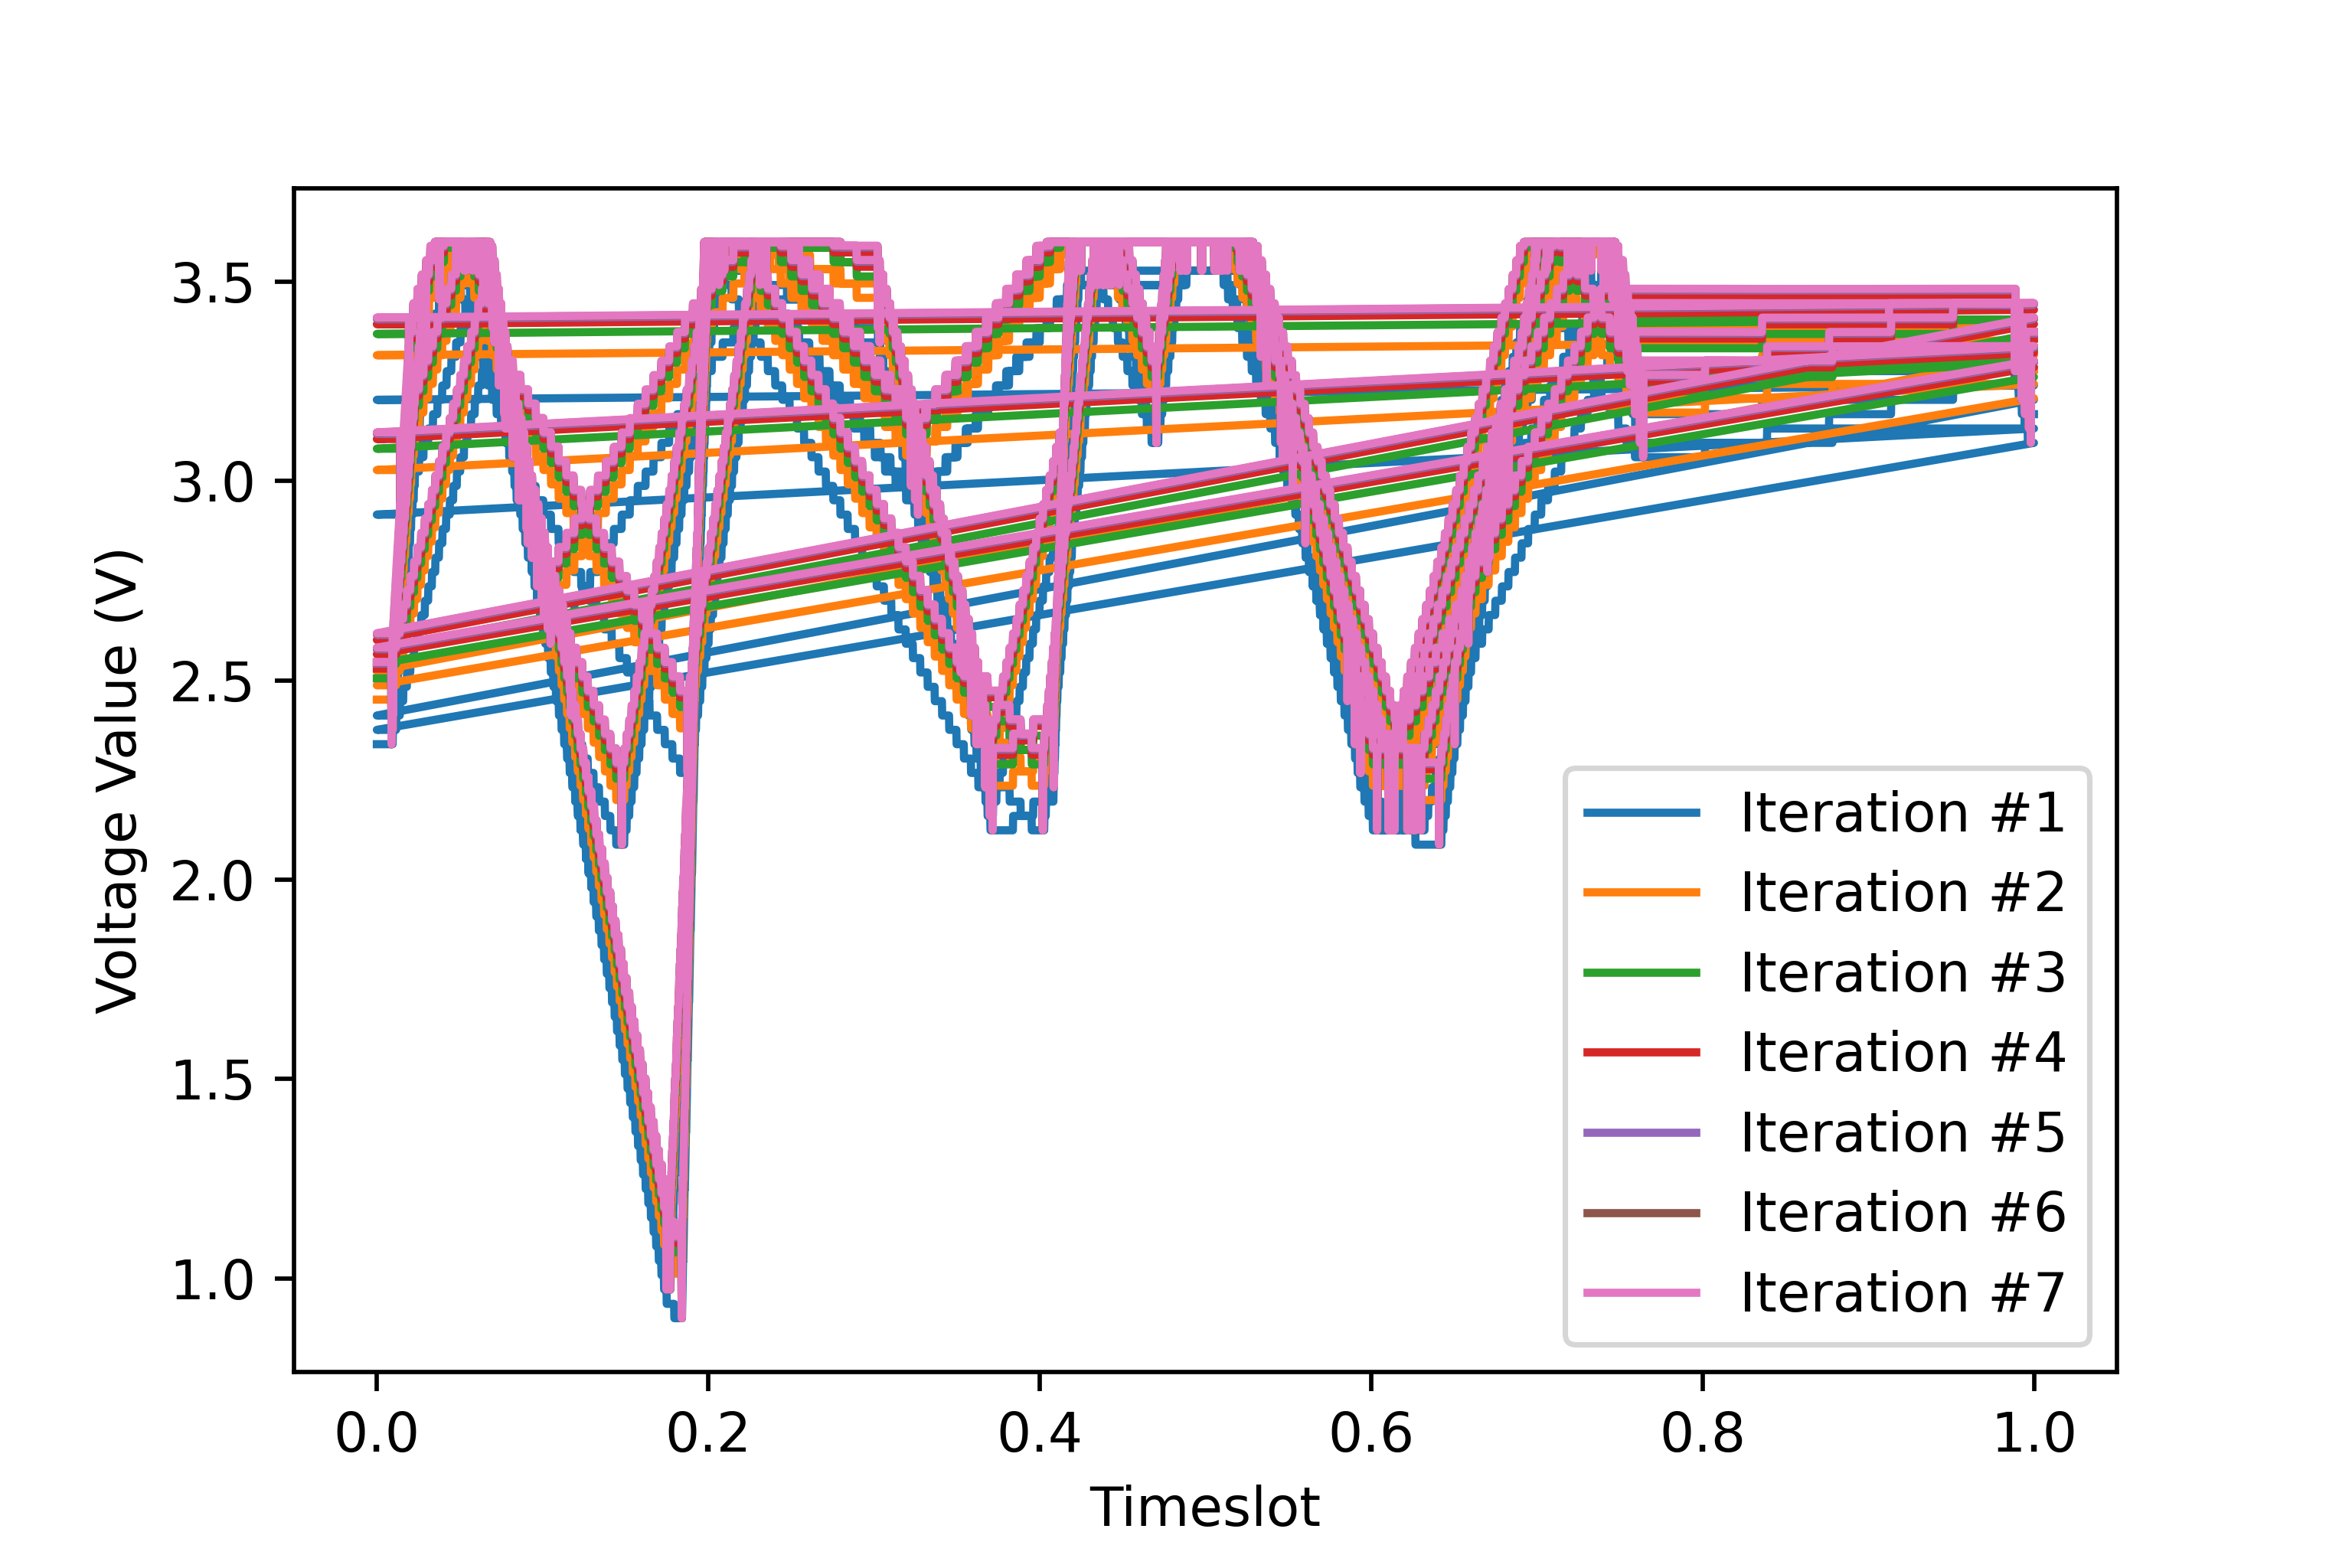 3.5
3.0
2.5
2.0
1.5
1.0
Voltage Value (V)
0.0 0.2 0.4 0.6 0.8 1.0
Timeslot
Iteration #1
Iteration #2
Iteration #3
Iteration #4
Iteration #5
Iteration #6
Iteration #7